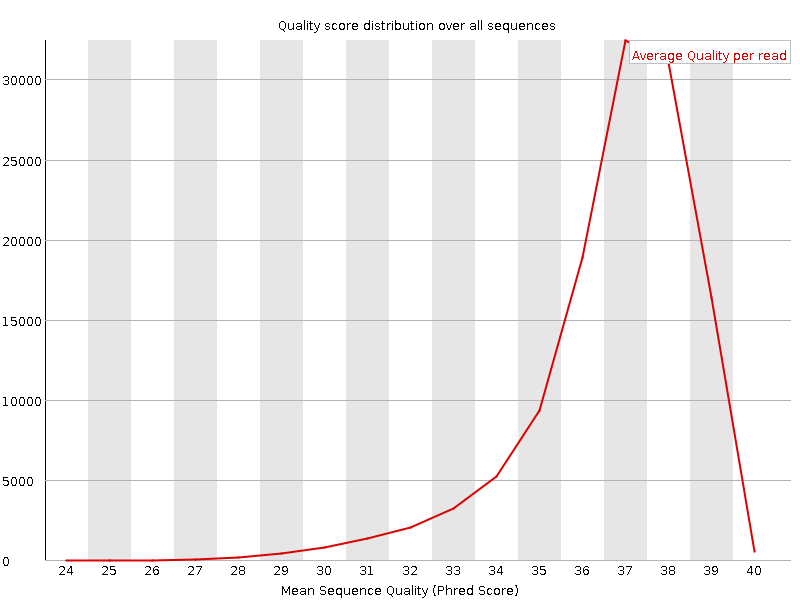 Quality score distribution over all sequences
Average Quality per read
30000
25000
20000
15000
10000
5000
0
24 25 26 27 28 29 30 31 32 33 34 35 36 37 38 39 40
Mean Sequence Quality (Phred Score)